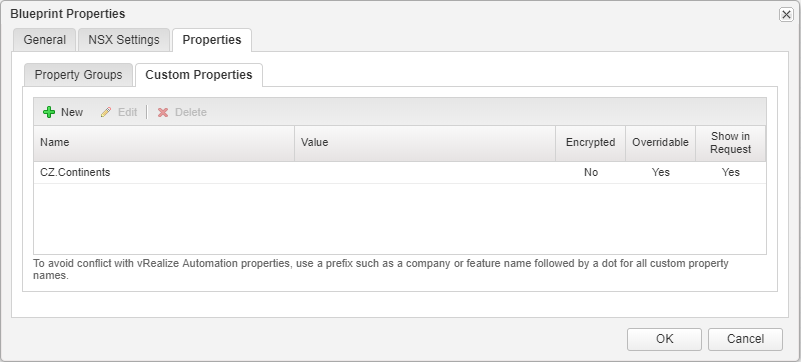 Blueprint Properties
General NSX Settings Properties
Property Groups Custom Properties
New Edit Delete
Name Value Encrypted Overridable Show in
Request
CZ.Continents No Yes Yes
To avoid conflict with vRealize Automation properties, use a prefix such as a company or feature name followed by a dot for all custom property
names.
OK Cancel